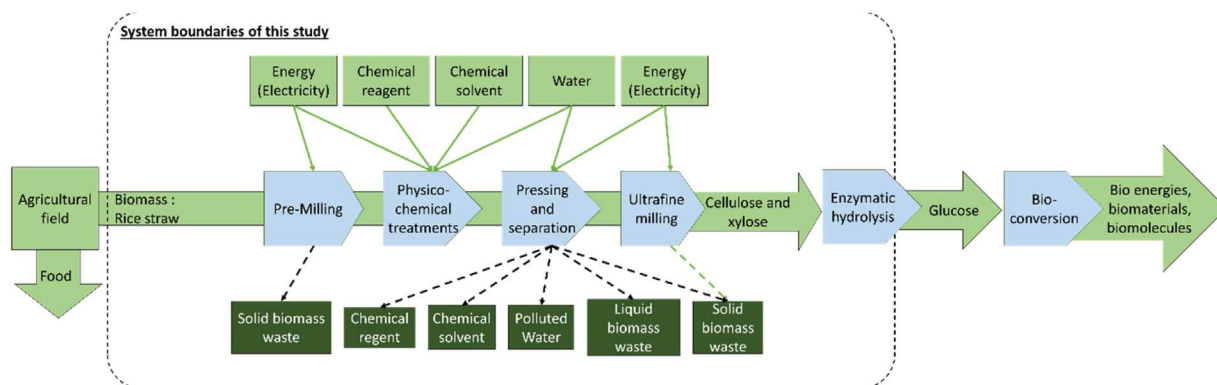 System boundaries of this study
Energy
(Electricity)
Chemical
reagent
Chemical
solvent
Water
Energy
(Electricity)
Agricultural
field
Biomass :
Rice straw
Pre-Milling
Physico-
chemical
treatments
Pressing
and
separation
Ultrafine
milling
Cellulose and
xylose
Enzymatic
hydrolysis
Glucose
Bio-
conversion
Bio energies,
biomaterials,
biomolecules
Food
Solid biomass
waste
Chemical
regent
Chemical
solvent
Polluted
Water
Liquid
biomass
waste
Solid
biomass
waste